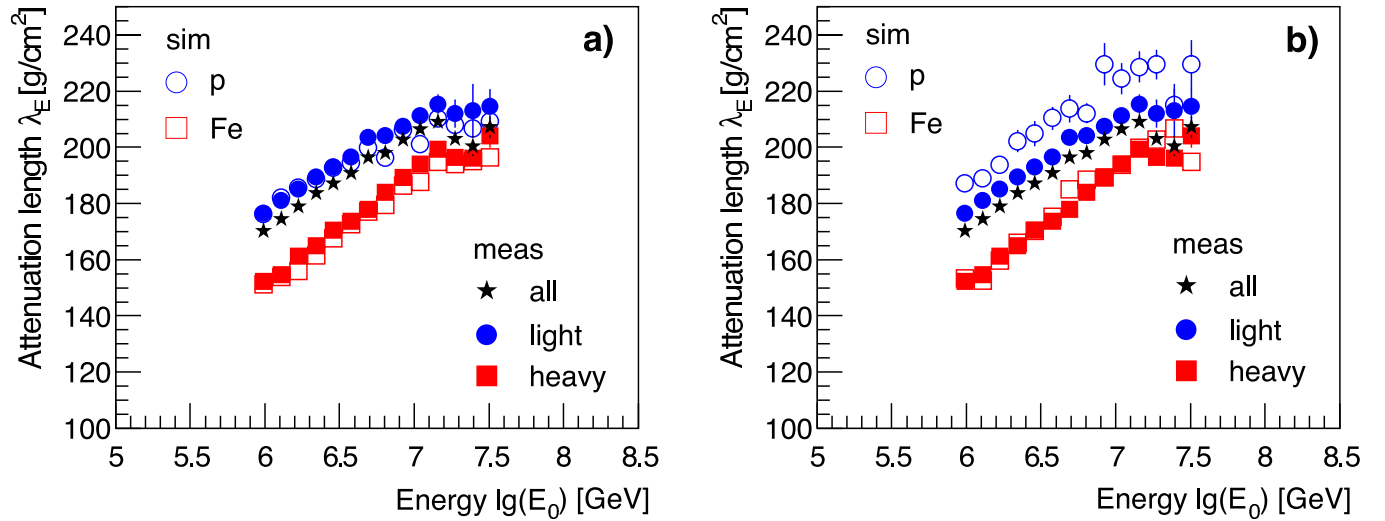 Attenuation length λ_E [g/cm²]
240
220
200
180
160
140
120
100
sim
p
Fe
a)
meas
all
light
heavy
5 5.5 6 6.5 7 7.5 8 8.5
Energy lg(E₀) [GeV]
Attenuation length λ_E [g/cm²]
240
220
200
180
160
140
120
100
sim
p
Fe
b)
meas
all
light
heavy
5 5.5 6 6.5 7 7.5 8 8.5
Energy lg(E₀) [GeV]